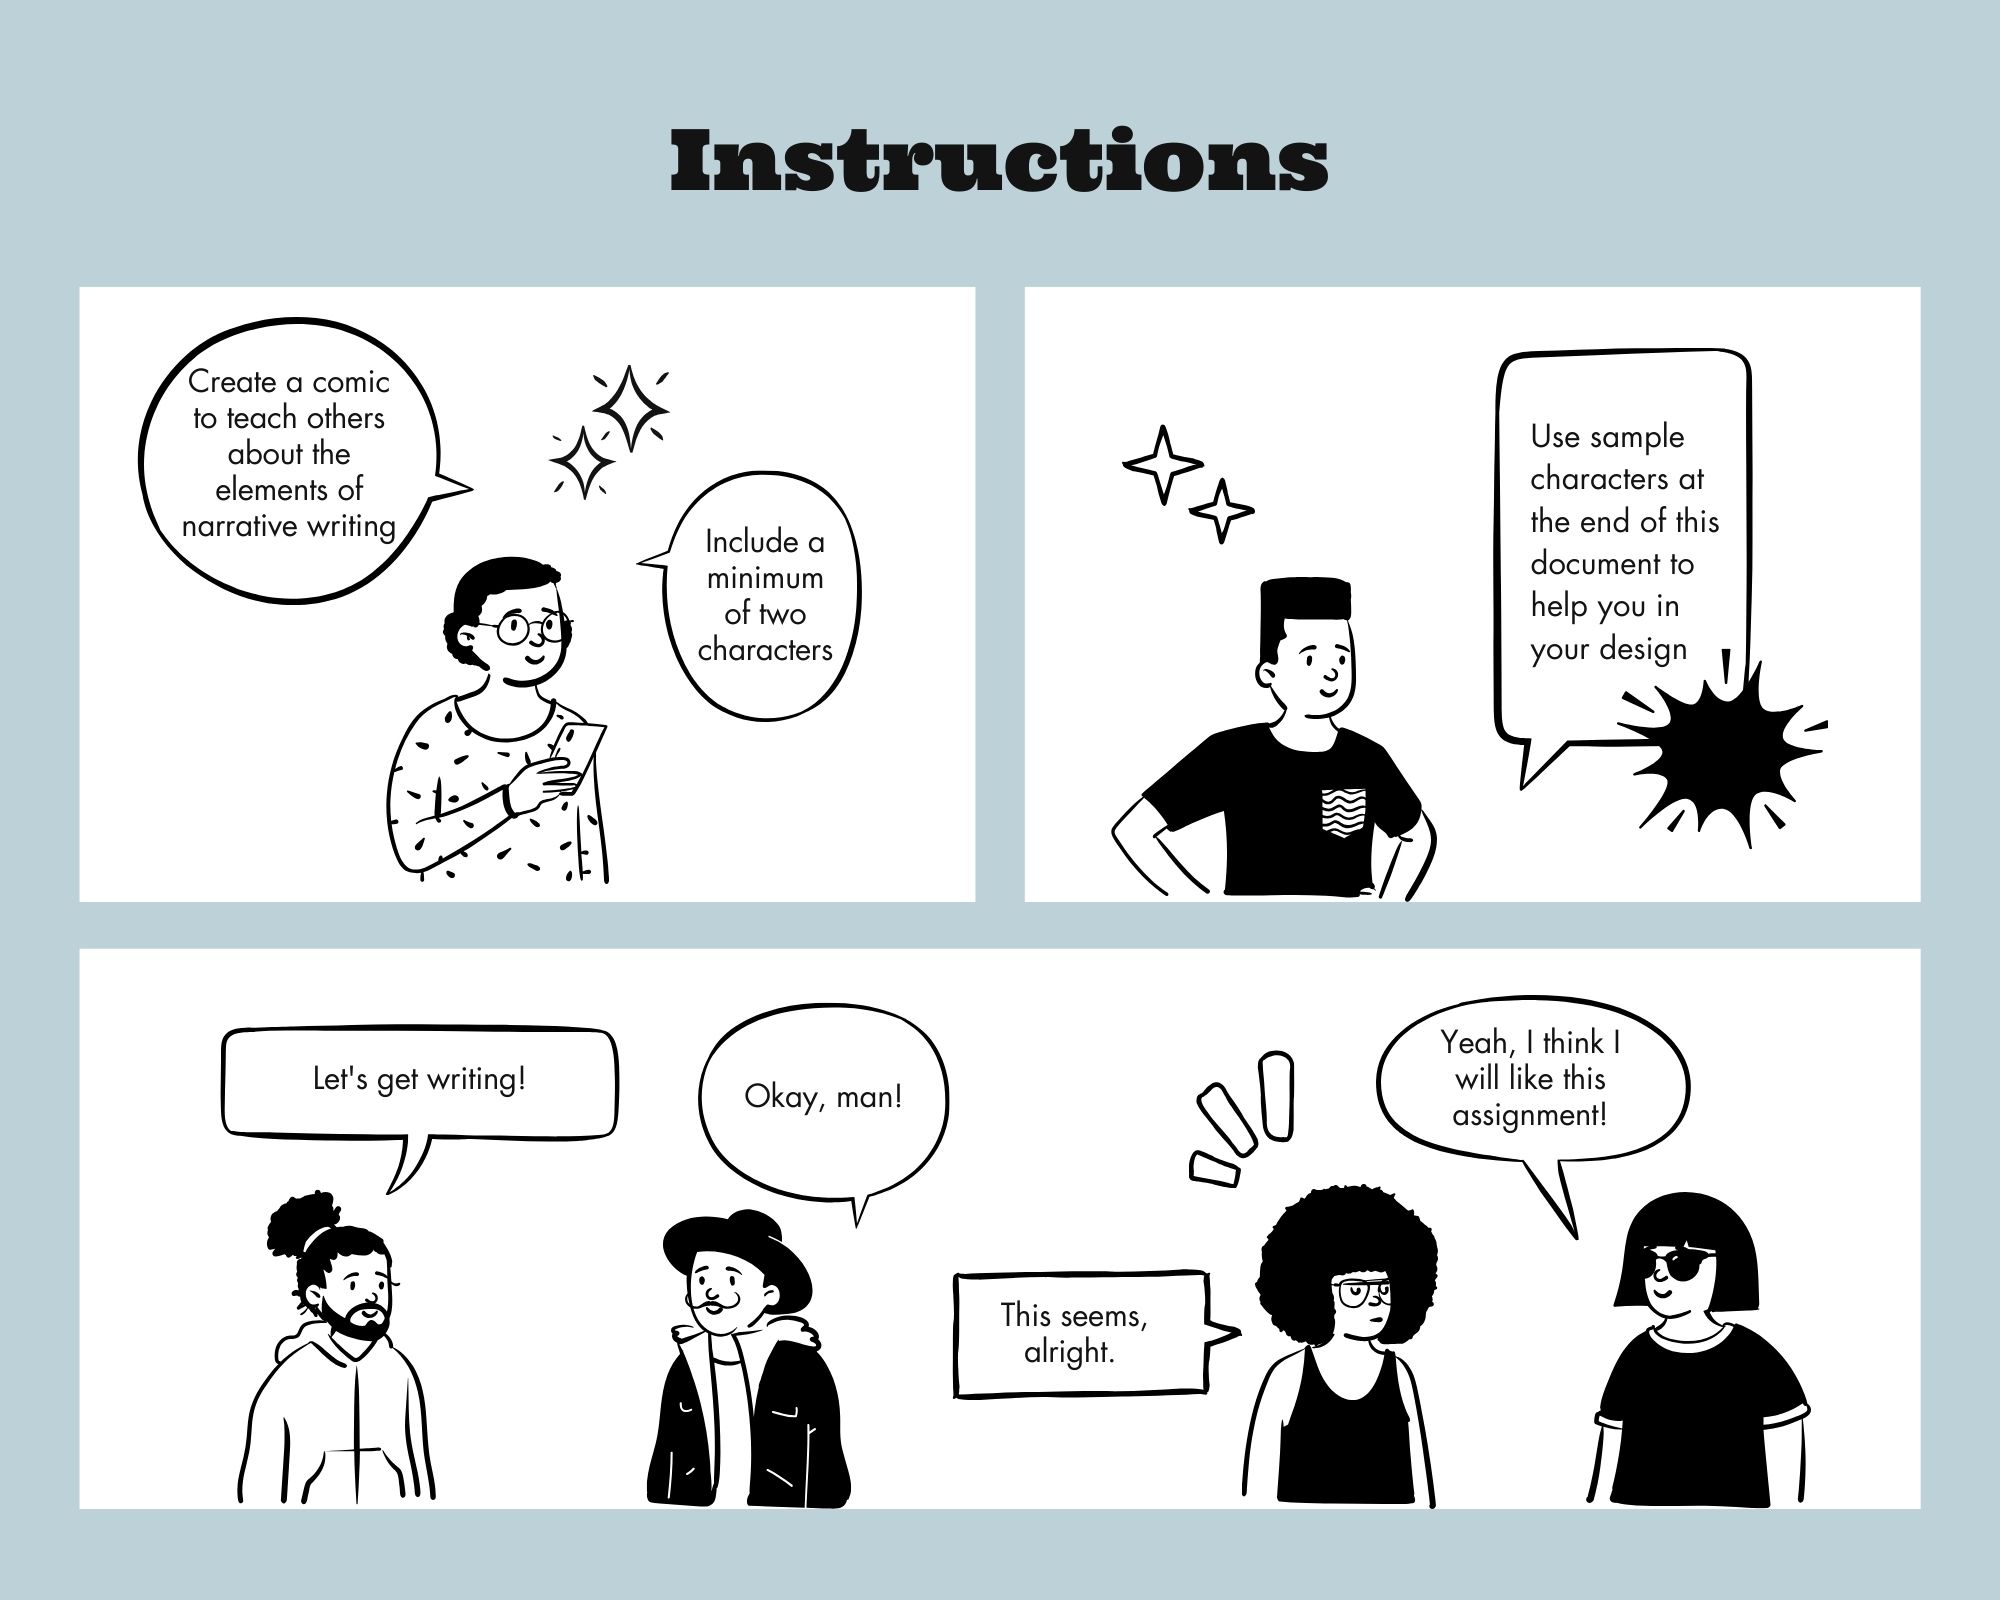 Instructions
Create a comic
to teach others
about the
elements of
narrative writing
Include a
minimum
of two
characters
Use sample
characters at
the end of this
document to
help you in
your design
Let's get writing!
Okay, man!
This seems,
alright.
Yeah, I think I
will like this
assignment!